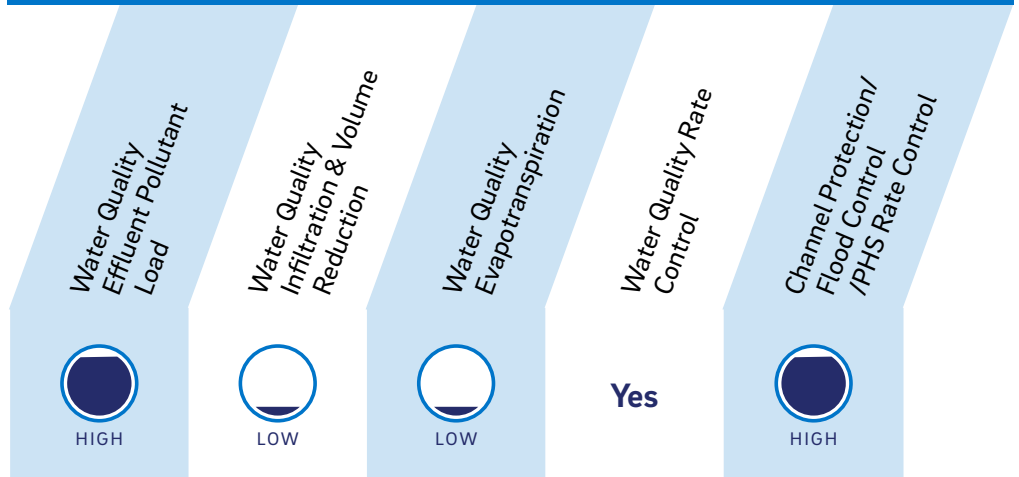 Water Quality
Effluent Pollutant
Load
Water Quality
Infiltration & Volume
Reduction
Water Quality
Evapotranspiration
Water Quality Rate
Control
Channel Protection/
Flood Control
/PHS Rate Control
HIGH
LOW
LOW
Yes
HIGH